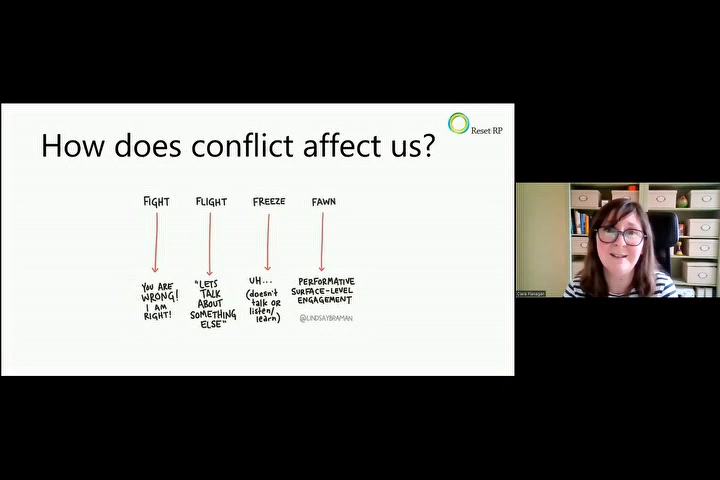 How does conflict affect us?
Reset RP
FIGHT
FLIGHT
FREEZE
FAWN
YOU ARE
WRONG!
I AM
RIGHT!
"LETS
TALK
ABOUT
SOMETHING
ELSE"
UH...
(doesn't
talk or
listen/
learn)
PERFORMATIVE
SURFACE-LEVEL
ENGAGEMENT
@LINDSAYBRAMAN